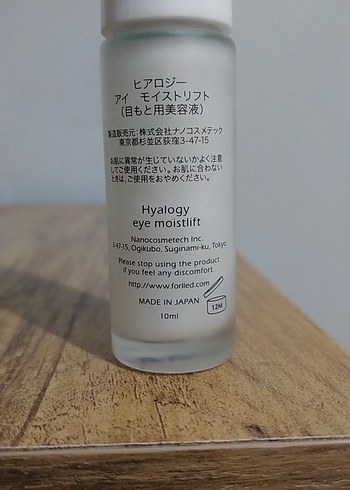 ヒアロジー
アイ モイストリフト
(目もと用美容液)
製造販売元：株式会社ナノコスメテック
東京都杉並区荻窪3-47-15
お肌に異常が生じていないかよく注意
してご使用ください。お肌に合わない
ときは、ご使用をおやめください。
Hyalogy
eye moistlift
Nanocosmetech Inc.
3-47-15, Ogikubo, Suginami-ku, Tokyo
Please stop using the product
if you feel any discomfort.
http://www.forlled.com
MADE IN JAPAN
12M
10ml